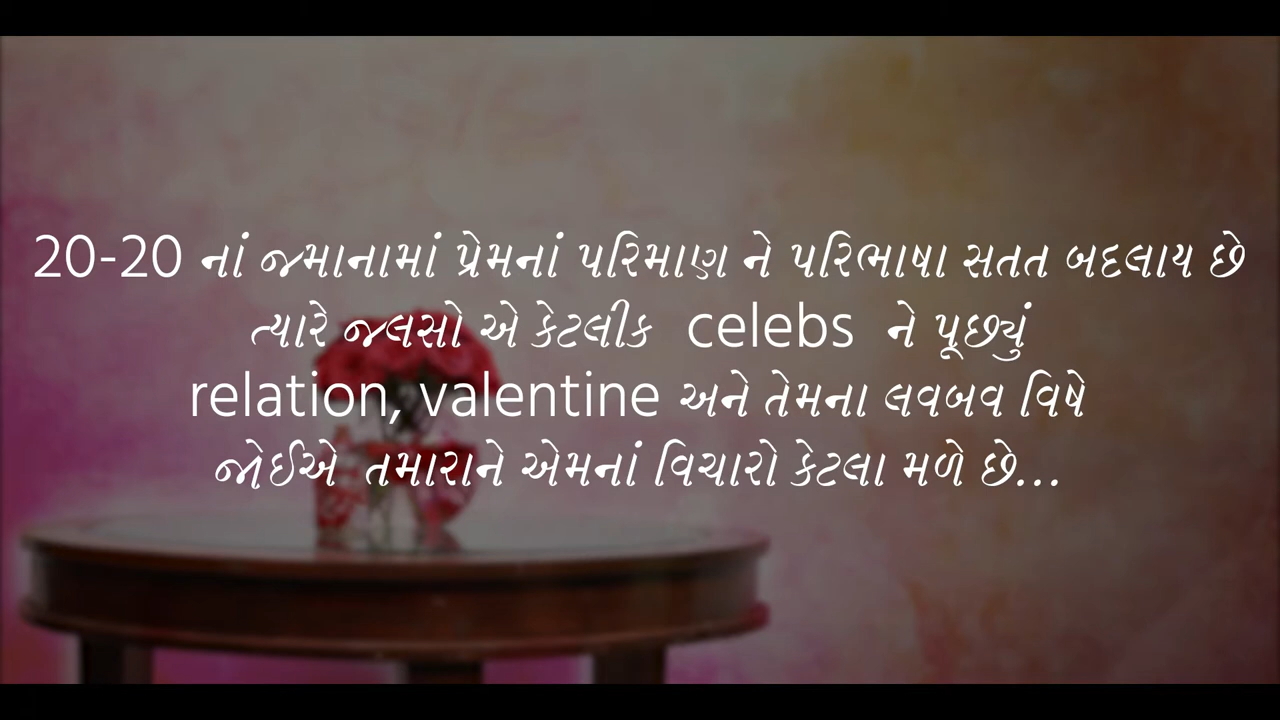 20-20 નાં જમાનામાં પ્રેમનાં પરિમાણ ને પરિભાષા સતત બદલાય છે
ત્યારે જલસો એ કેટલીક celebs ને પૂછ્યું
relation, valentine અને તેમના લવબવ વિષે
જોઈએ તમારાને એમનાં વિચારો કેટલા મળે છે...